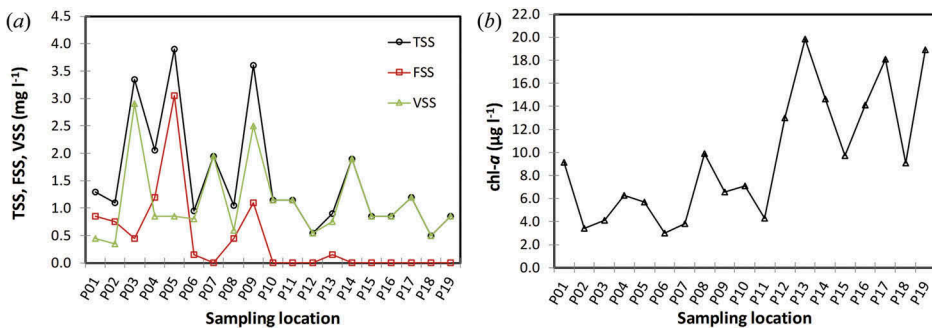 (a)
4.5
4.0
3.5
3.0
2.5
2.0
1.5
1.0
0.5
0.0
TSS, FSS, VSS (mg l⁻¹)
TSS
FSS
VSS
P01 P02 P03 P04 P05 P06 P07 P08 P09 P10 P11 P12 P13 P14 P15 P16 P17 P18 P19
Sampling location
(b)
22.0
20.0
18.0
16.0
14.0
12.0
10.0
8.0
6.0
4.0
2.0
0.0
chl-a (µg l⁻¹)
P01 P02 P03 P04 P05 P06 P07 P08 P09 P10 P11 P12 P13 P14 P15 P16 P17 P18 P19
Sampling location